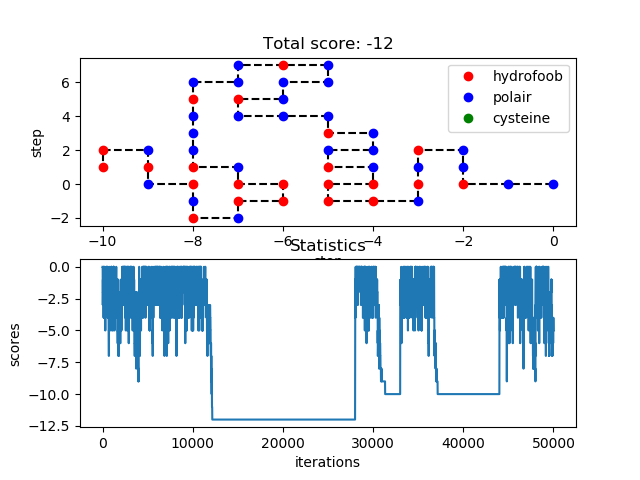 Total score: -12
step
6
4
2
0
−2
hydrofoob
polair
cysteine
−10
−8
−6
−4
−2
0
step
Statistics
scores
0.0
−2.5
−5.0
−7.5
−10.0
−12.5
0
10000
20000
30000
40000
50000
iterations